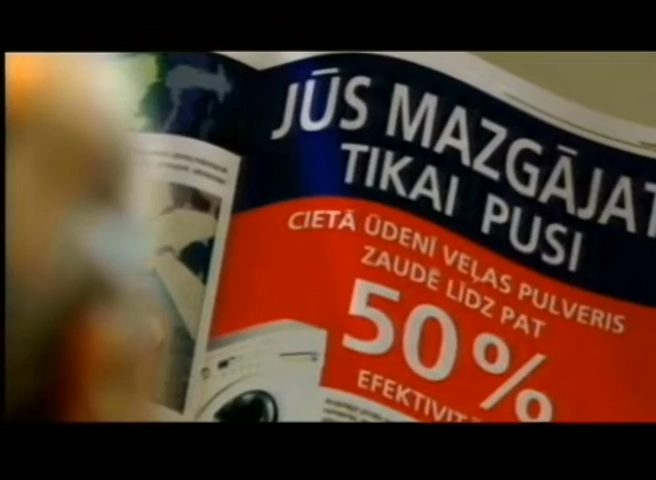 JŪS MAZGĀJAT
TIKAI PUSI
CIETĀ ŪDENĪ VEĻAS PULVERIS
ZAUDĒ LĪDZ PAT
50%